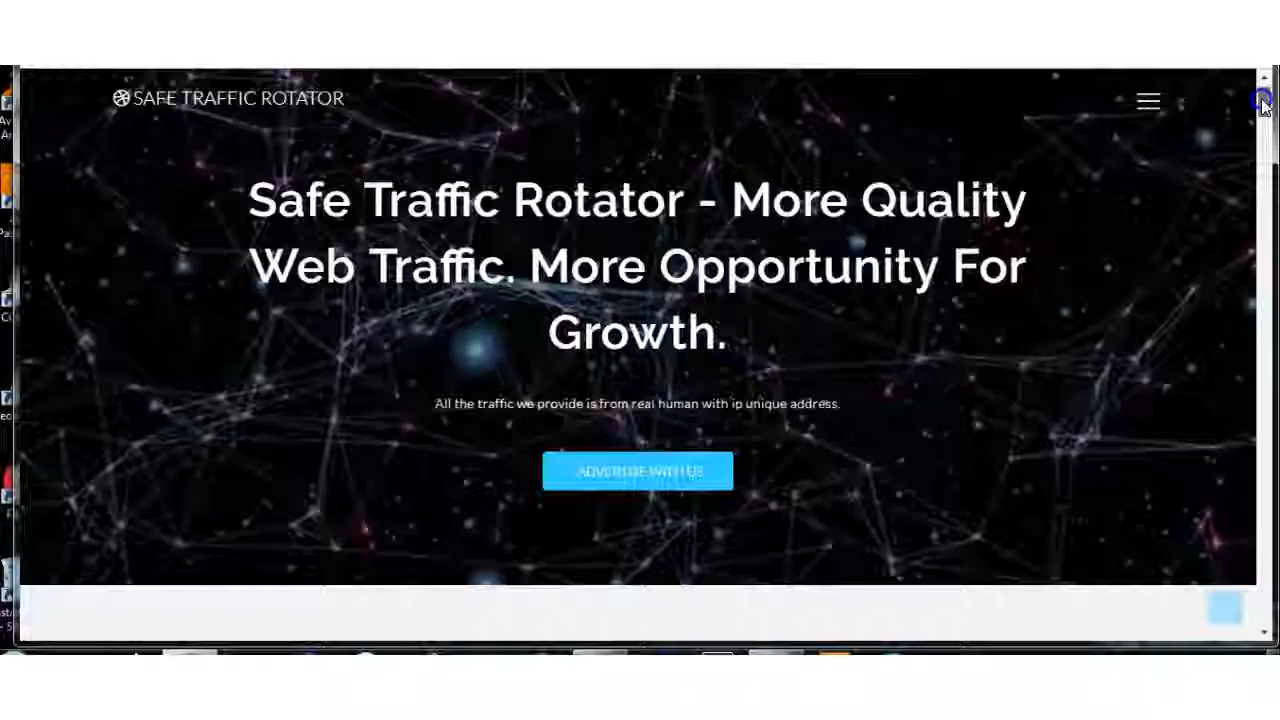 SAFE TRAFFIC ROTATOR
Safe Traffic Rotator - More Quality
Web Traffic. More Opportunity For
Growth.
All the traffic we provide is from real human with ip unique address.
ADVERTISE WITH US